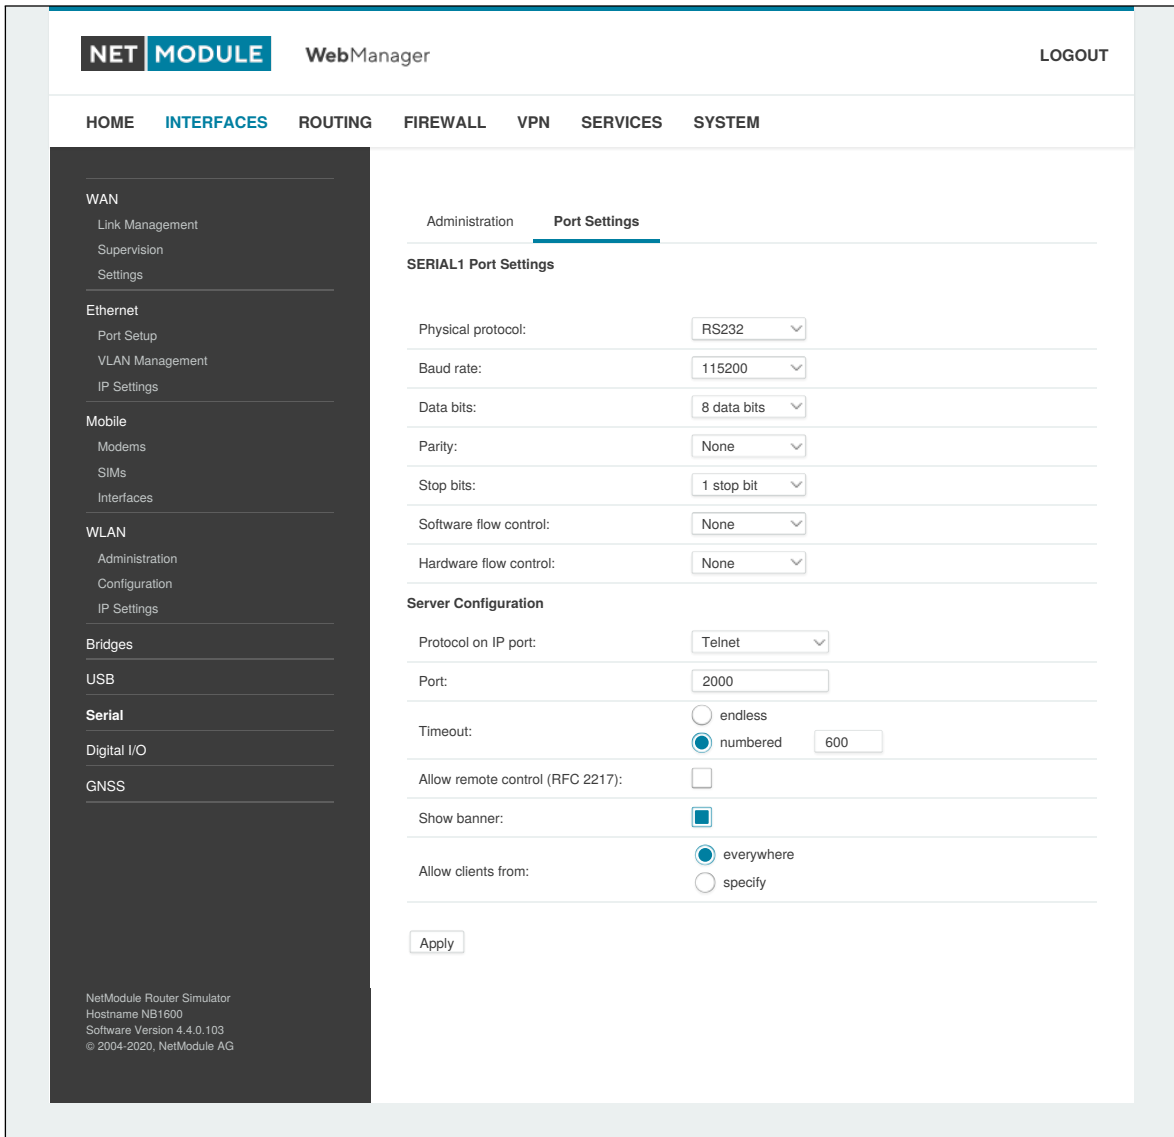 NET MODULE WebManager LOGOUT
HOME INTERFACES ROUTING FIREWALL VPN SERVICES SYSTEM
WAN
Link Management
Supervision
Settings
Ethernet
Port Setup
VLAN Management
IP Settings
Mobile
Modems
SIMs
Interfaces
WLAN
Administration
Configuration
IP Settings
Bridges
USB
Serial
Digital I/O
GNSS
NetModule Router Simulator
Hostname NB1600
Software Version 4.4.0.103
© 2004-2020, NetModule AG
Administration Port Settings
SERIAL1 Port Settings
Physical protocol: RS232
Baud rate: 115200
Data bits: 8 data bits
Parity: None
Stop bits: 1 stop bit
Software flow control: None
Hardware flow control: None
Server Configuration
Protocol on IP port: Telnet
Port: 2000
Timeout:
endless
numbered 600
Allow remote control (RFC 2217):
Show banner:
Allow clients from:
everywhere
specify
Apply